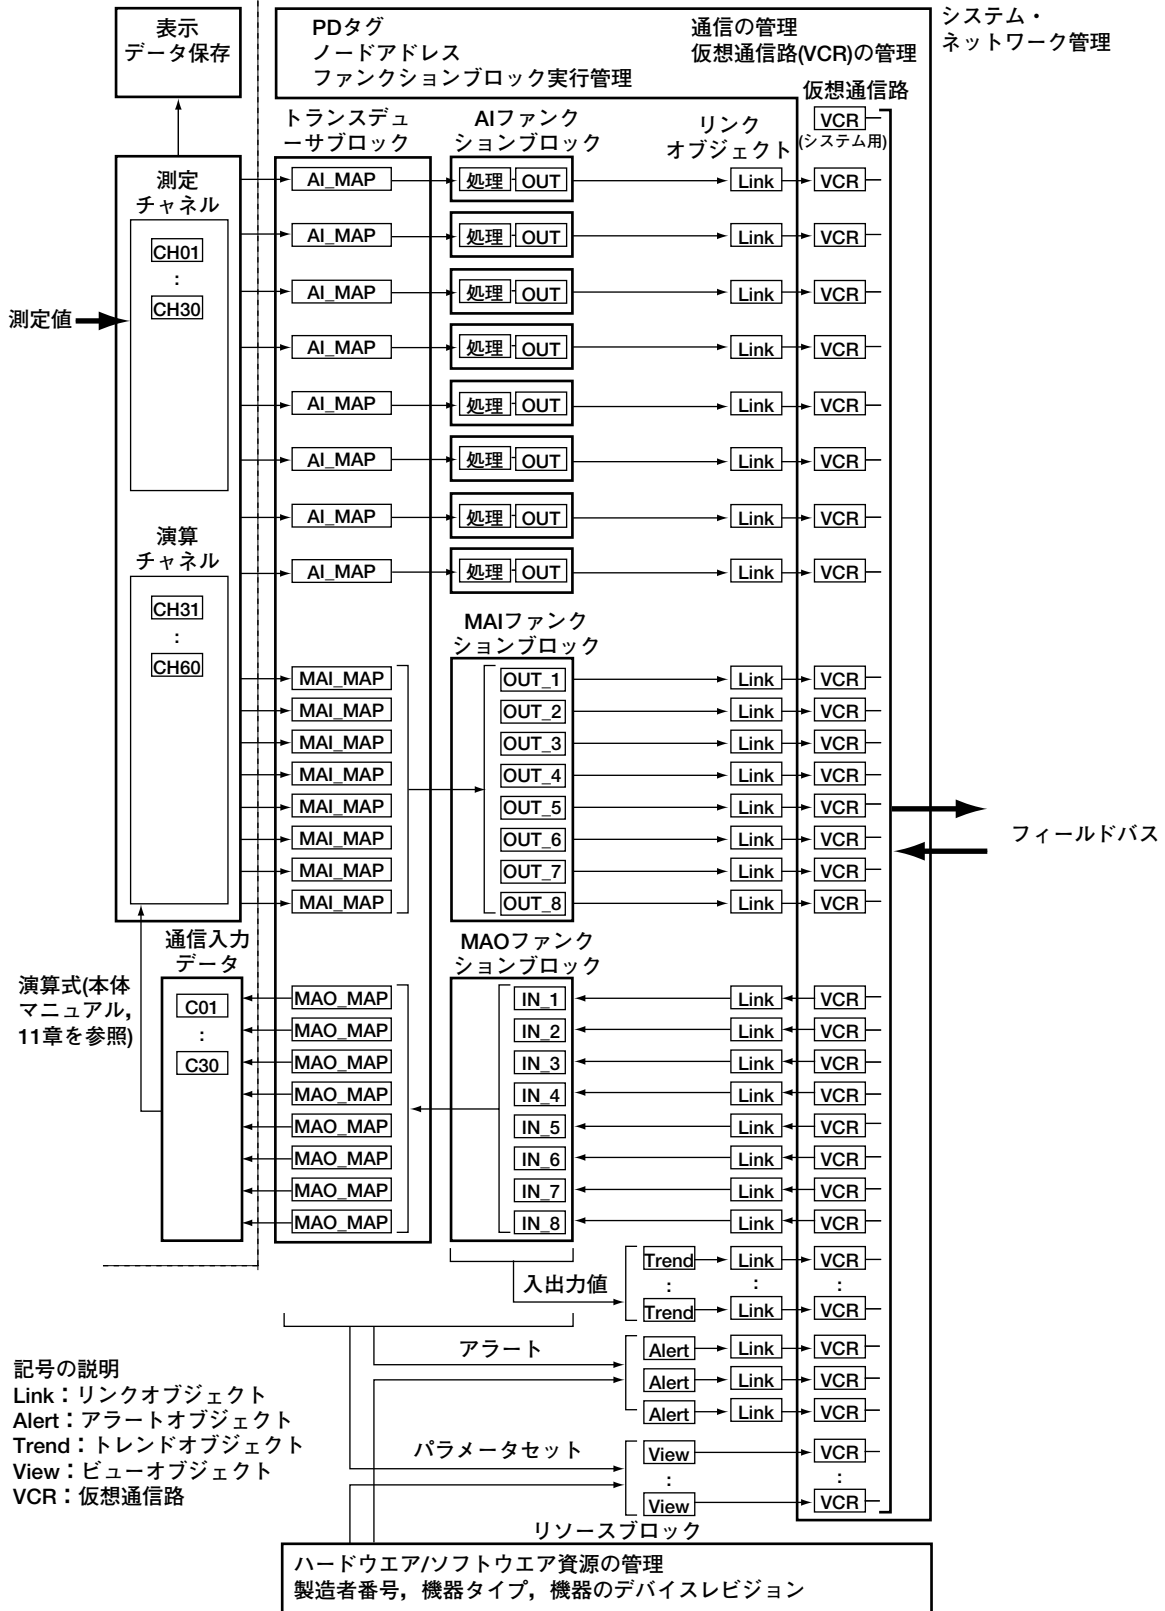 表示
データ保存
PDタグ
ノードアドレス
ファンクションブロック実行管理
通信の管理
仮想通信路(VCR)の管理
システム・
ネットワーク管理
仮想通信路
VCR
(システム用)
トランスデュ
ーサブロック
AIファンク
ションブロック
リンク
オブジェクト
測定
チャネル
CH01
:
CH30
測定値
AI_MAP 処理 OUT Link VCR
AI_MAP 処理 OUT Link VCR
AI_MAP 処理 OUT Link VCR
AI_MAP 処理 OUT Link VCR
AI_MAP 処理 OUT Link VCR
AI_MAP 処理 OUT Link VCR
AI_MAP 処理 OUT Link VCR
AI_MAP 処理 OUT Link VCR
演算
チャネル
CH31
:
CH60
MAIファンク
ションブロック
MAI_MAP OUT_1 Link VCR
MAI_MAP OUT_2 Link VCR
MAI_MAP OUT_3 Link VCR
MAI_MAP OUT_4 Link VCR
MAI_MAP OUT_5 Link VCR
MAI_MAP OUT_6 Link VCR
MAI_MAP OUT_7 Link VCR
MAI_MAP OUT_8 Link VCR
フィールドバス
通信入力
データ
C01
:
C30
演算式(本体
マニュアル,
11章を参照)
MAOファンク
ションブロック
MAO_MAP IN_1 Link VCR
MAO_MAP IN_2 Link VCR
MAO_MAP IN_3 Link VCR
MAO_MAP IN_4 Link VCR
MAO_MAP IN_5 Link VCR
MAO_MAP IN_6 Link VCR
MAO_MAP IN_7 Link VCR
MAO_MAP IN_8 Link VCR
入出力値
Trend Link VCR
: : :
Trend Link VCR
アラート
Alert Link VCR
Alert Link VCR
Alert Link VCR
パラメータセット
View VCR
: :
View VCR
記号の説明
Link：リンクオブジェクト
Alert：アラートオブジェクト
Trend：トレンドオブジェクト
View：ビューオブジェクト
VCR：仮想通信路
リソースブロック
ハードウエア/ソフトウエア資源の管理
製造者番号，機器タイプ，機器のデバイスレビジョン